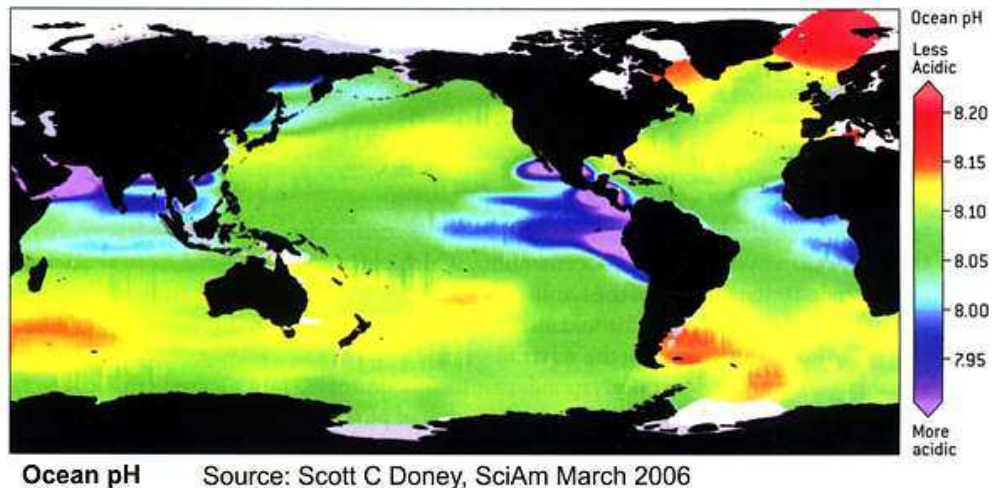 Ocean pH
Less
Acidic
8.20
8.15
8.10
8.05
8.00
7.95
More
acidic
Ocean pH Source: Scott C Doney, SciAm March 2006